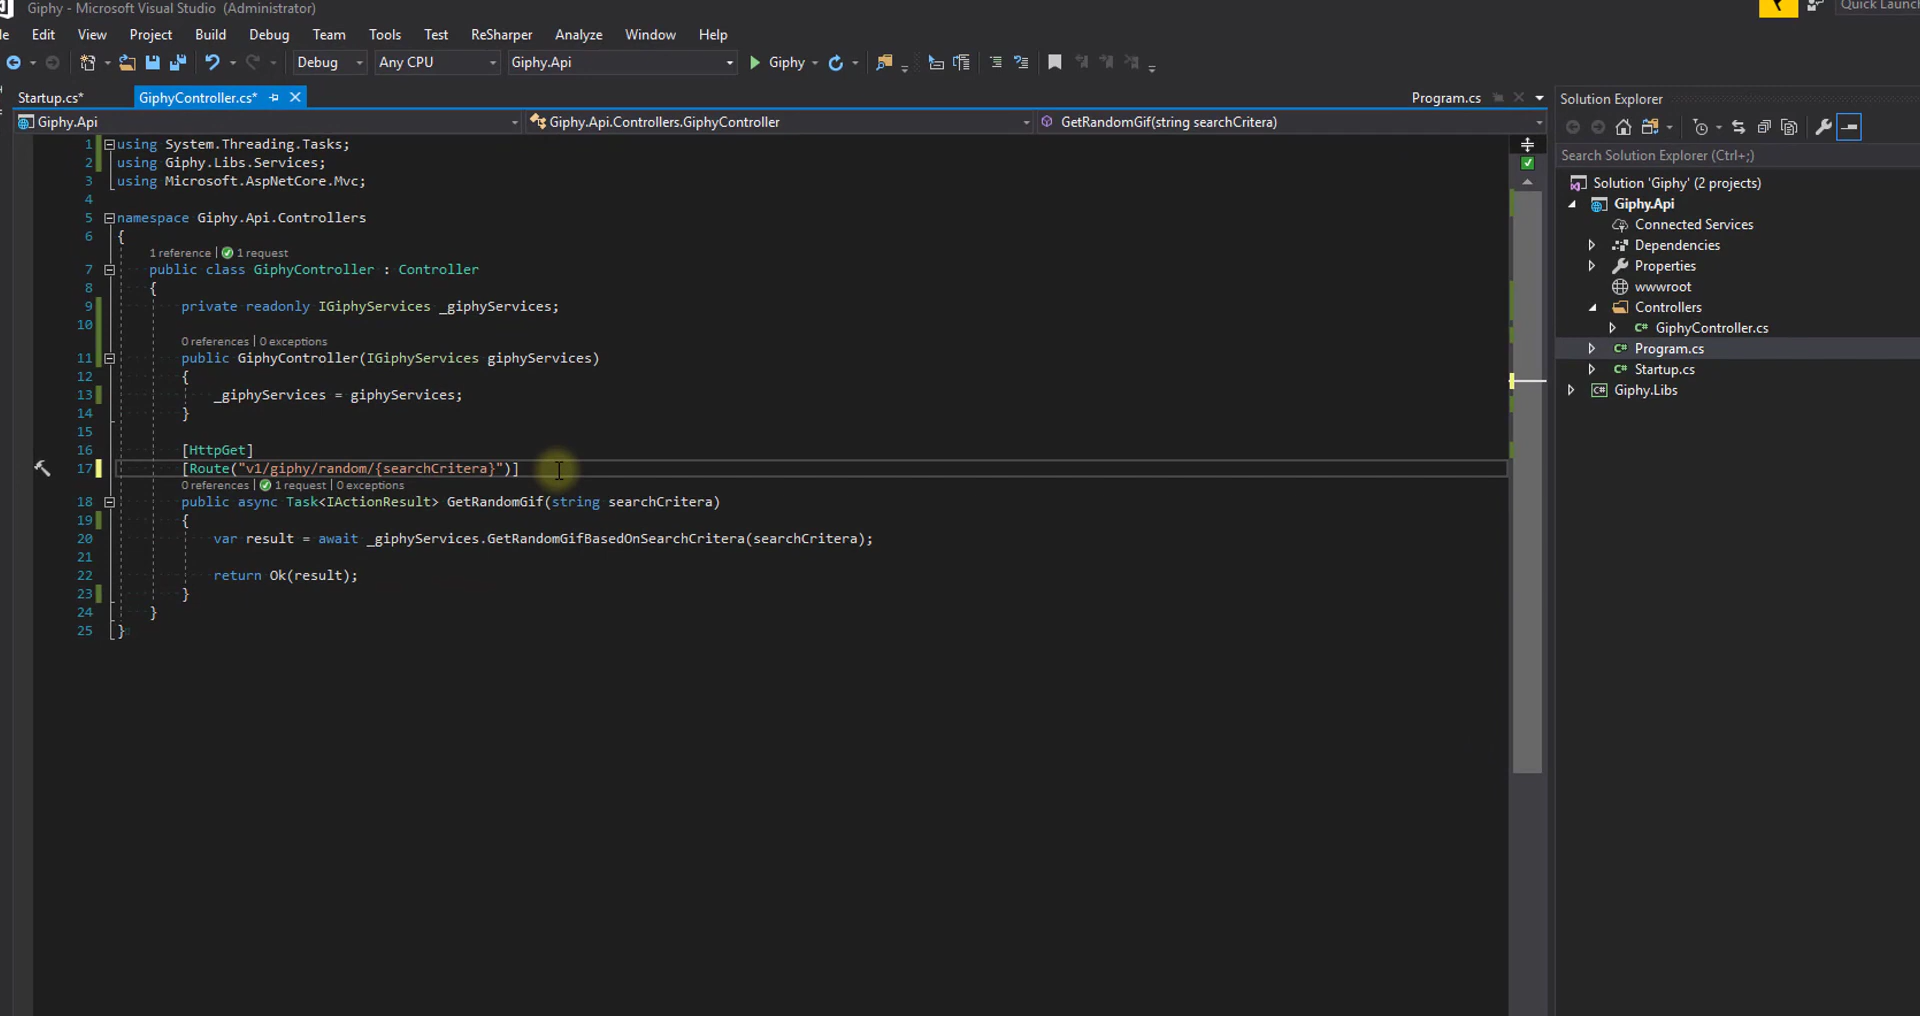 Giphy - Microsoft Visual Studio (Administrator)
Quick Launch
Edit View Project Build Debug Team Tools Test ReSharper Analyze Window Help
Debug Any CPU Giphy.Api Giphy
Startup.cs* GiphyController.cs* Program.cs
Giphy.Api Giphy.Api.Controllers.GiphyController GetRandomGif(string searchCritera)
1 using System.Threading.Tasks;
2 using Giphy.Libs.Services;
3 using Microsoft.AspNetCore.Mvc;
4
5 namespace Giphy.Api.Controllers
6 {
1 reference | 1 request
7 public class GiphyController : Controller
8 {
9 private readonly IGiphyServices _giphyServices;
10
0 references | 0 exceptions
11 public GiphyController(IGiphyServices giphyServices)
12 {
13 _giphyServices = giphyServices;
14 }
15
16 [HttpGet]
17 [Route("v1/giphy/random/{searchCritera}")]
0 references | 1 request | 0 exceptions
18 public async Task<IActionResult> GetRandomGif(string searchCritera)
19 {
20 var result = await _giphyServices.GetRandomGifBasedOnSearchCritera(searchCritera);
21
22 return Ok(result);
23 }
24 }
25 }
Solution Explorer
Search Solution Explorer (Ctrl+;)
Solution 'Giphy' (2 projects)
Giphy.Api
Connected Services
Dependencies
Properties
wwwroot
Controllers
C# GiphyController.cs
C# Program.cs
C# Startup.cs
C# Giphy.Libs